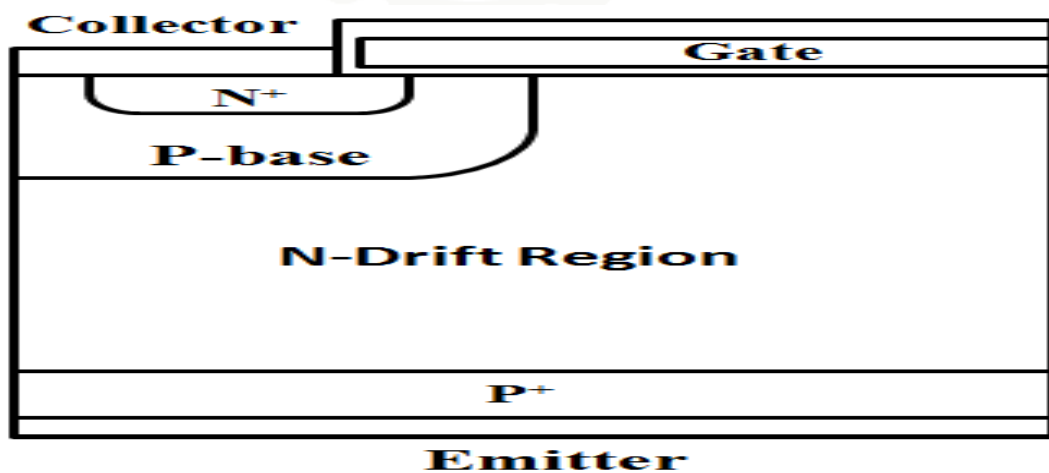 Collector
Gate
N⁺
P-base
N-Drift Region
P⁺
Emitter